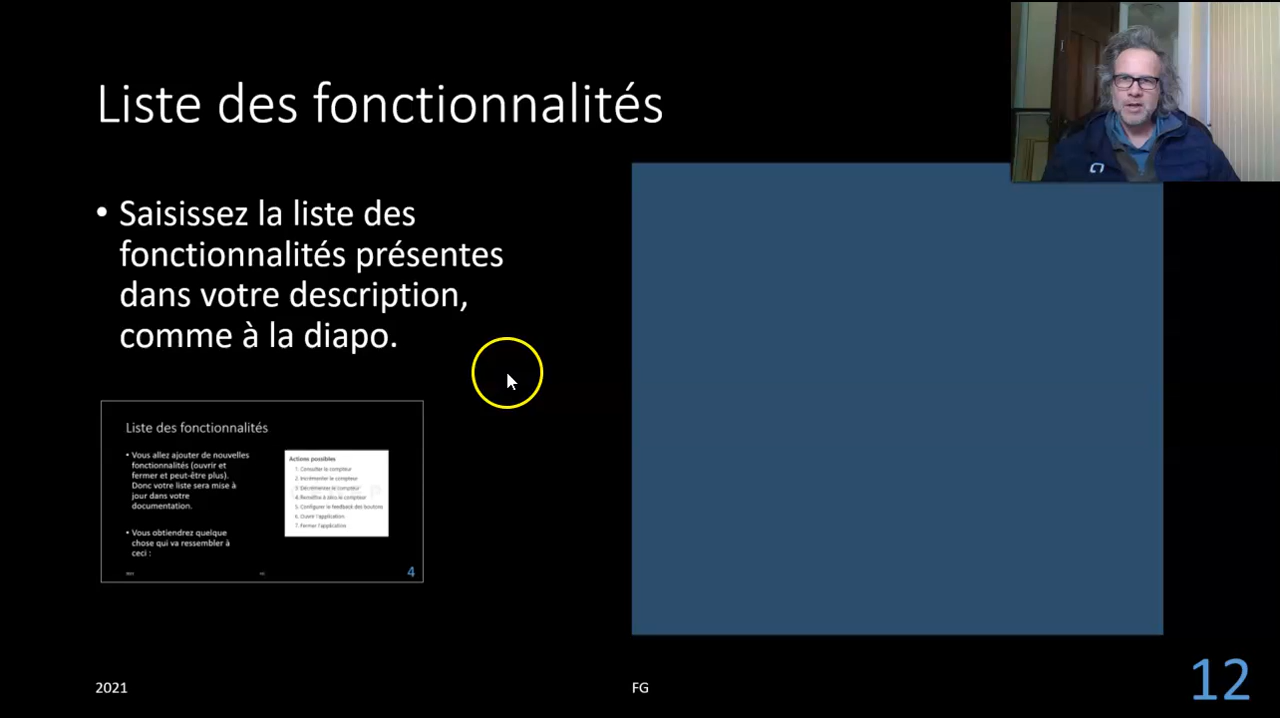 Liste des fonctionnalités
• Saisissez la liste des
fonctionnalités présentes
dans votre description,
comme à la diapo.
Liste des fonctionnalités
• Vous allez ajouter de nouvelles
fonctionnalités (ouvrir et
fermer et peut-être plus).
Donc votre liste sera mise à
jour dans votre
documentation.
• Vous obtiendrez quelque
chose qui va ressembler à
ceci :
Actions possibles
1. Consulter le compteur
2. Incrémenter le compteur
3. Décrémenter le compteur
4. Remettre à zéro le compteur
5. Configurer le feedback des boutons
6. Ouvrir l'application
7. Fermer l'application
4
2021
FG
12